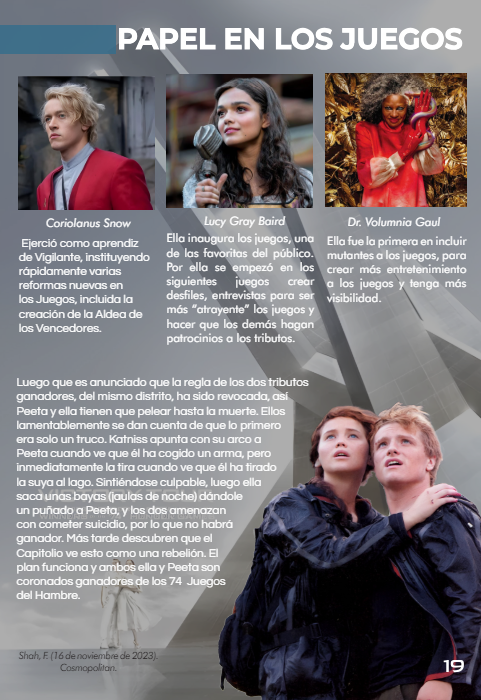 PAPEL EN LOS JUEGOS
Coriolanus Snow
Ejerció como aprendiz
de Vigilante, instituyendo
rápidamente varias
reformas nuevas en
los Juegos, incluida la
creación de la Aldea de
los Vencedores.
Lucy Gray Baird
Ella inaugura los juegos, una
de las favoritas del público.
Por ella se empezó en los
siguientes juegos crear
desfiles, entrevistas para ser
más “atrayente” los juegos y
hacer que los demás hagan
patrocinios a los tributos.
Dr. Volumnia Gaul
Ella fue la primera en incluir
mutantes a los juegos, para
crear más entretenimiento
a los juegos y tenga más
visibilidad.
Luego que es anunciado que la regla de los dos tributos
ganadores, del mismo distrito, ha sido revocada, así
Peeta y ella tienen que pelear hasta la muerte. Ellos
lamentablemente se dan cuenta de que lo primero
era solo un truco. Katniss apunta con su arco a
Peeta cuando ve que él ha cogido un arma, pero
inmediatamente la tira cuando ve que él ha tirado
la suya al lago. Sintiéndose culpable, luego ella
saca unas bayas (jaulas de noche) dándole
un puñado a Peeta, y los dos amenazan
con cometer suicidio, por lo que no habrá
ganador. Más tarde descubren que el
Capitolio ve esto como una rebelión. El
plan funciona y ambos ella y Peeta son
coronados ganadores de los 74 Juegos
del Hambre.
Shah, F. (16 de noviembre de 2023).
Cosmopolitan.
19